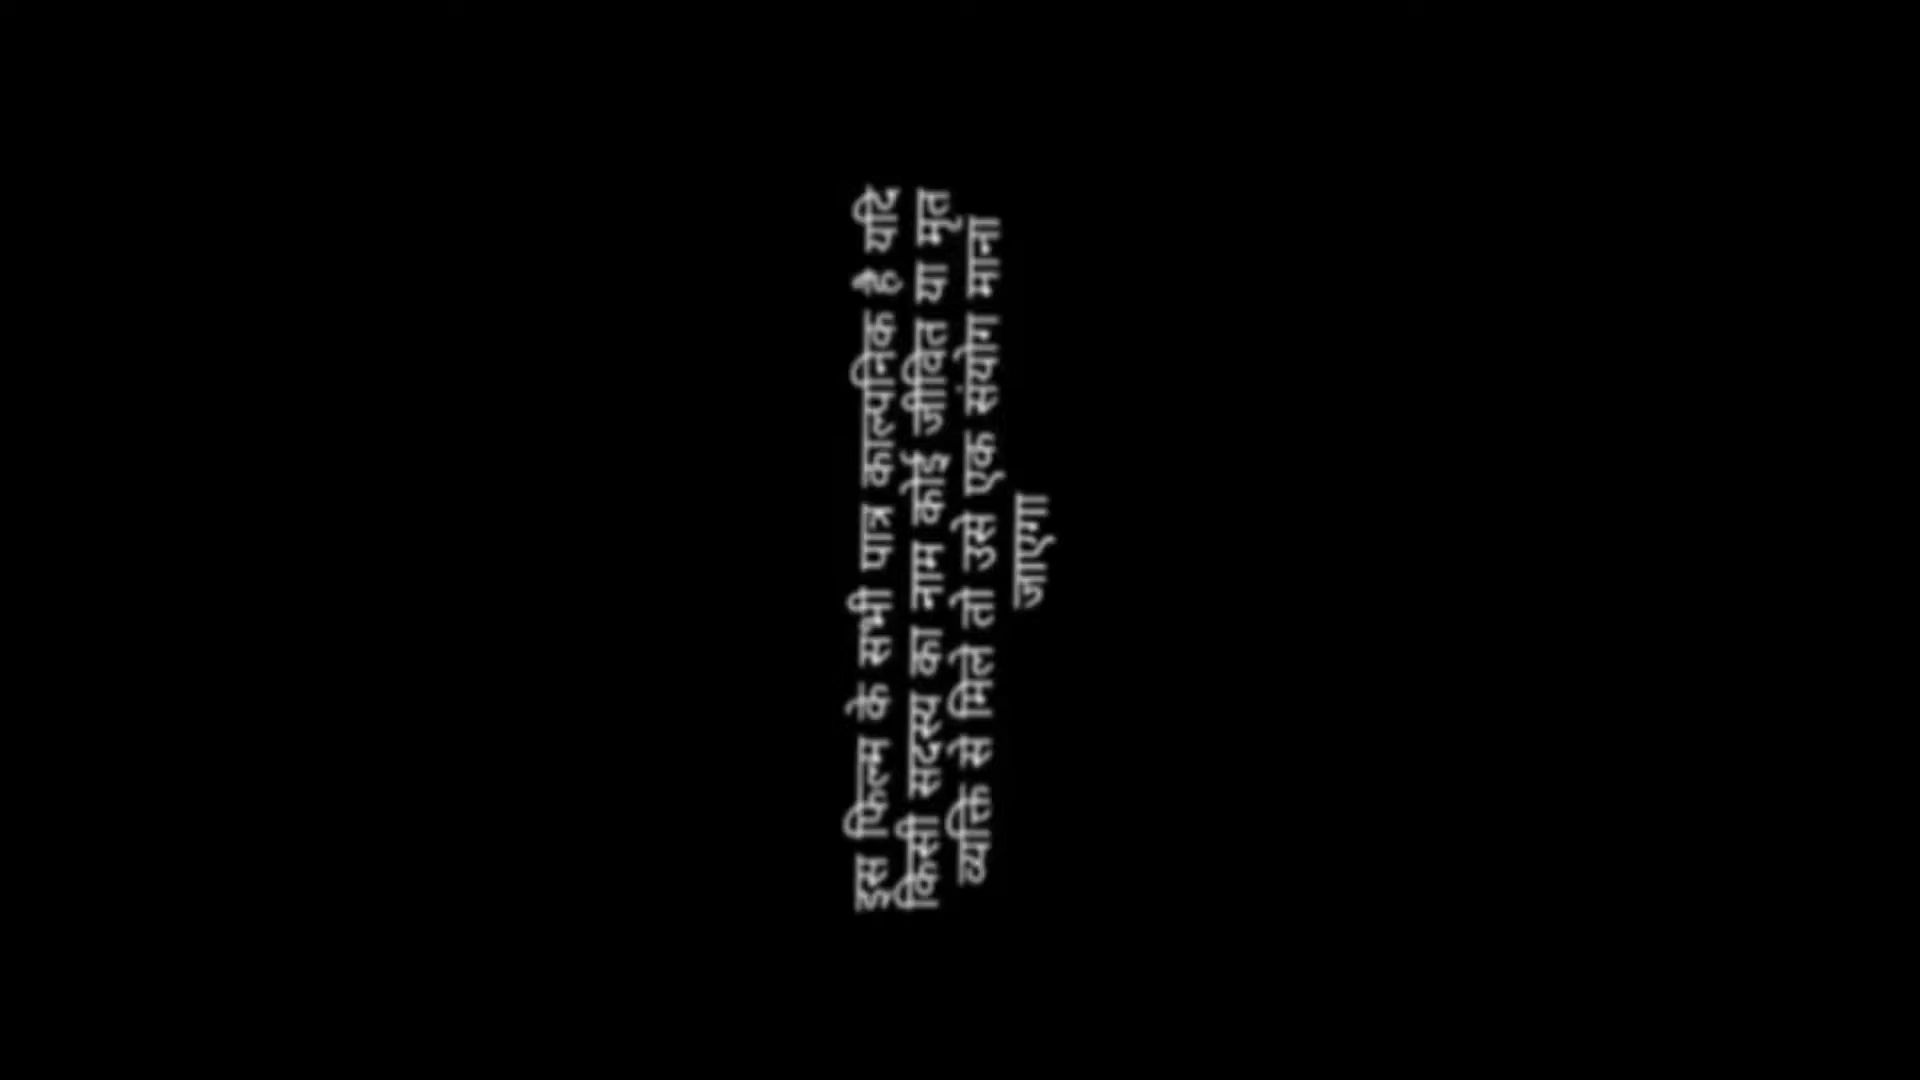 इस फिल्म के सभी पात्र काल्पनिक है यदि
किसी सदस्य का नाम कोई जीवित या मृत
व्यक्ति से मिले तो उसे एक संयोग माना
जाएगा